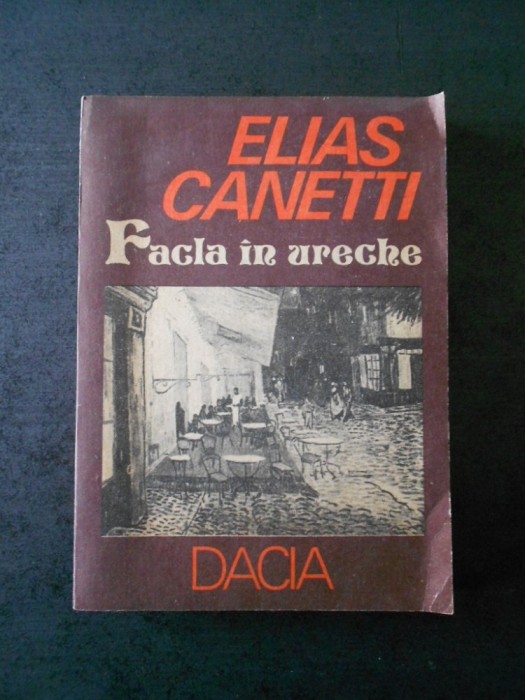 ELIAS
CANETTI
Facla în ureche
DACIA